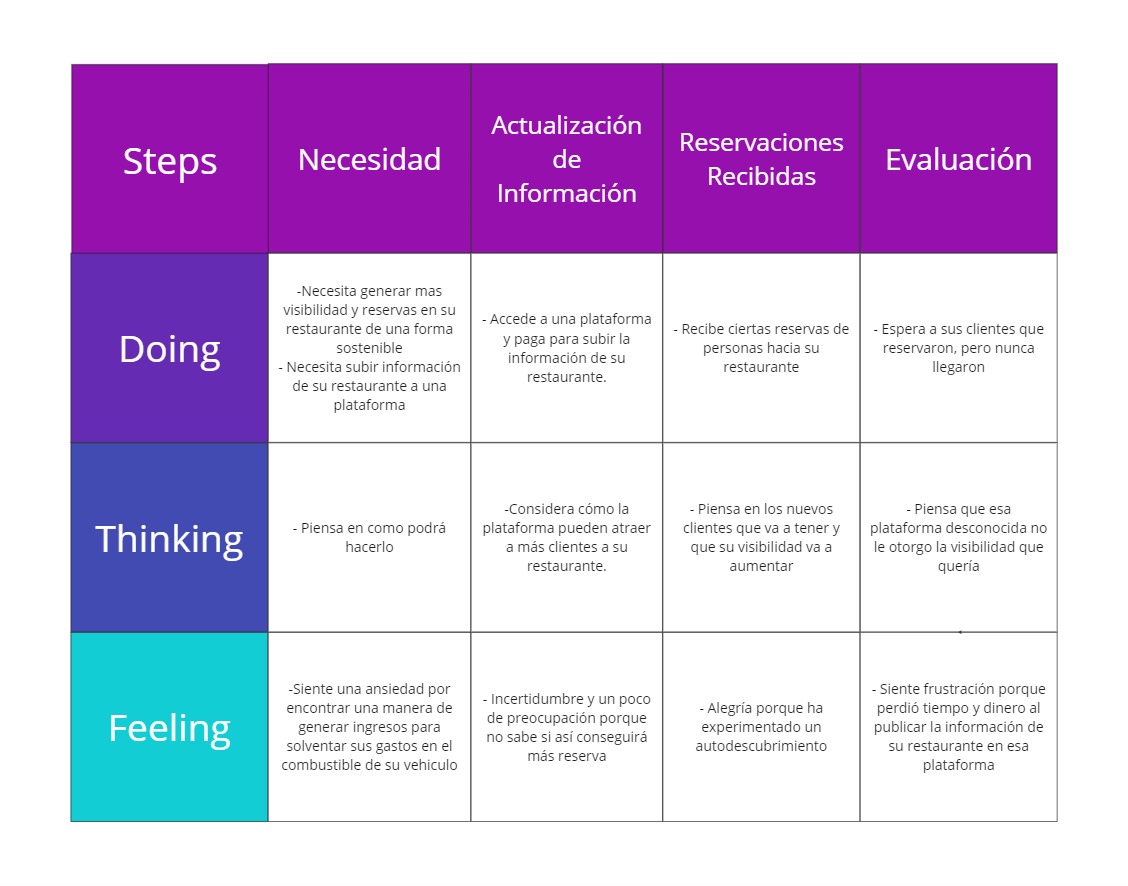 Steps
Necesidad
Actualización
de
Información
Reservaciones
Recibidas
Evaluación
Doing
-Necesita generar mas
visibilidad y reservas en su
restaurante de una forma
sostenible
- Necesita subir información
de su restaurante a una
plataforma
- Accede a una plataforma
y paga para subir la
información de su
restaurante.
- Recibe ciertas reservas de
personas hacia su
restaurante
- Espera a sus clientes que
reservaron, pero nunca
llegaron
Thinking
- Piensa en como podrá
hacerlo
-Considera cómo la
plataforma pueden atraer
a más clientes a su
restaurante.
- Piensa en los nuevos
clientes que va a tener y
que su visibilidad va a
aumentar
- Piensa que esa
plataforma desconocida no
le otorgo la visibilidad que
quería
Feeling
-Siente una ansiedad por
encontrar una manera de
generar ingresos para
solventar sus gastos en el
combustible de su vehiculo
- Incertidumbre y un poco
de preocupación porque
no sabe si así conseguirá
más reserva
- Alegría porque ha
experimentado un
autodescubrimiento
- Siente frustración porque
perdió tiempo y dinero al
publicar la información de
su restaurante en esa
plataforma